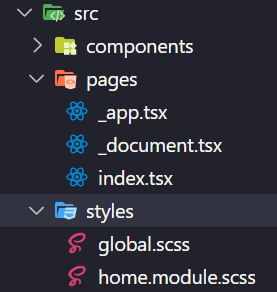 src
components
pages
_app.tsx
_document.tsx
index.tsx
styles
global.scss
home.module.scss